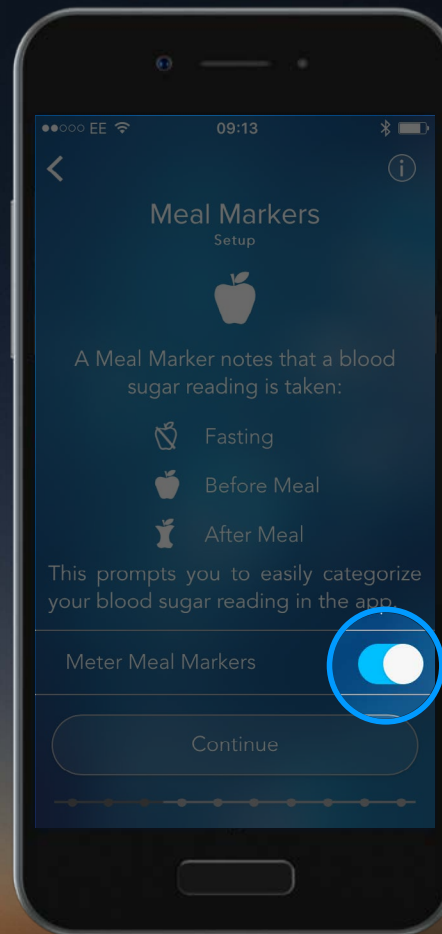 EE 09:13
Meal Markers
Setup
A Meal Marker notes that a blood
sugar reading is taken:
Fasting
Before Meal
After Meal
This prompts you to easily categorize
your blood sugar reading in the app.
Meter Meal Markers
Continue